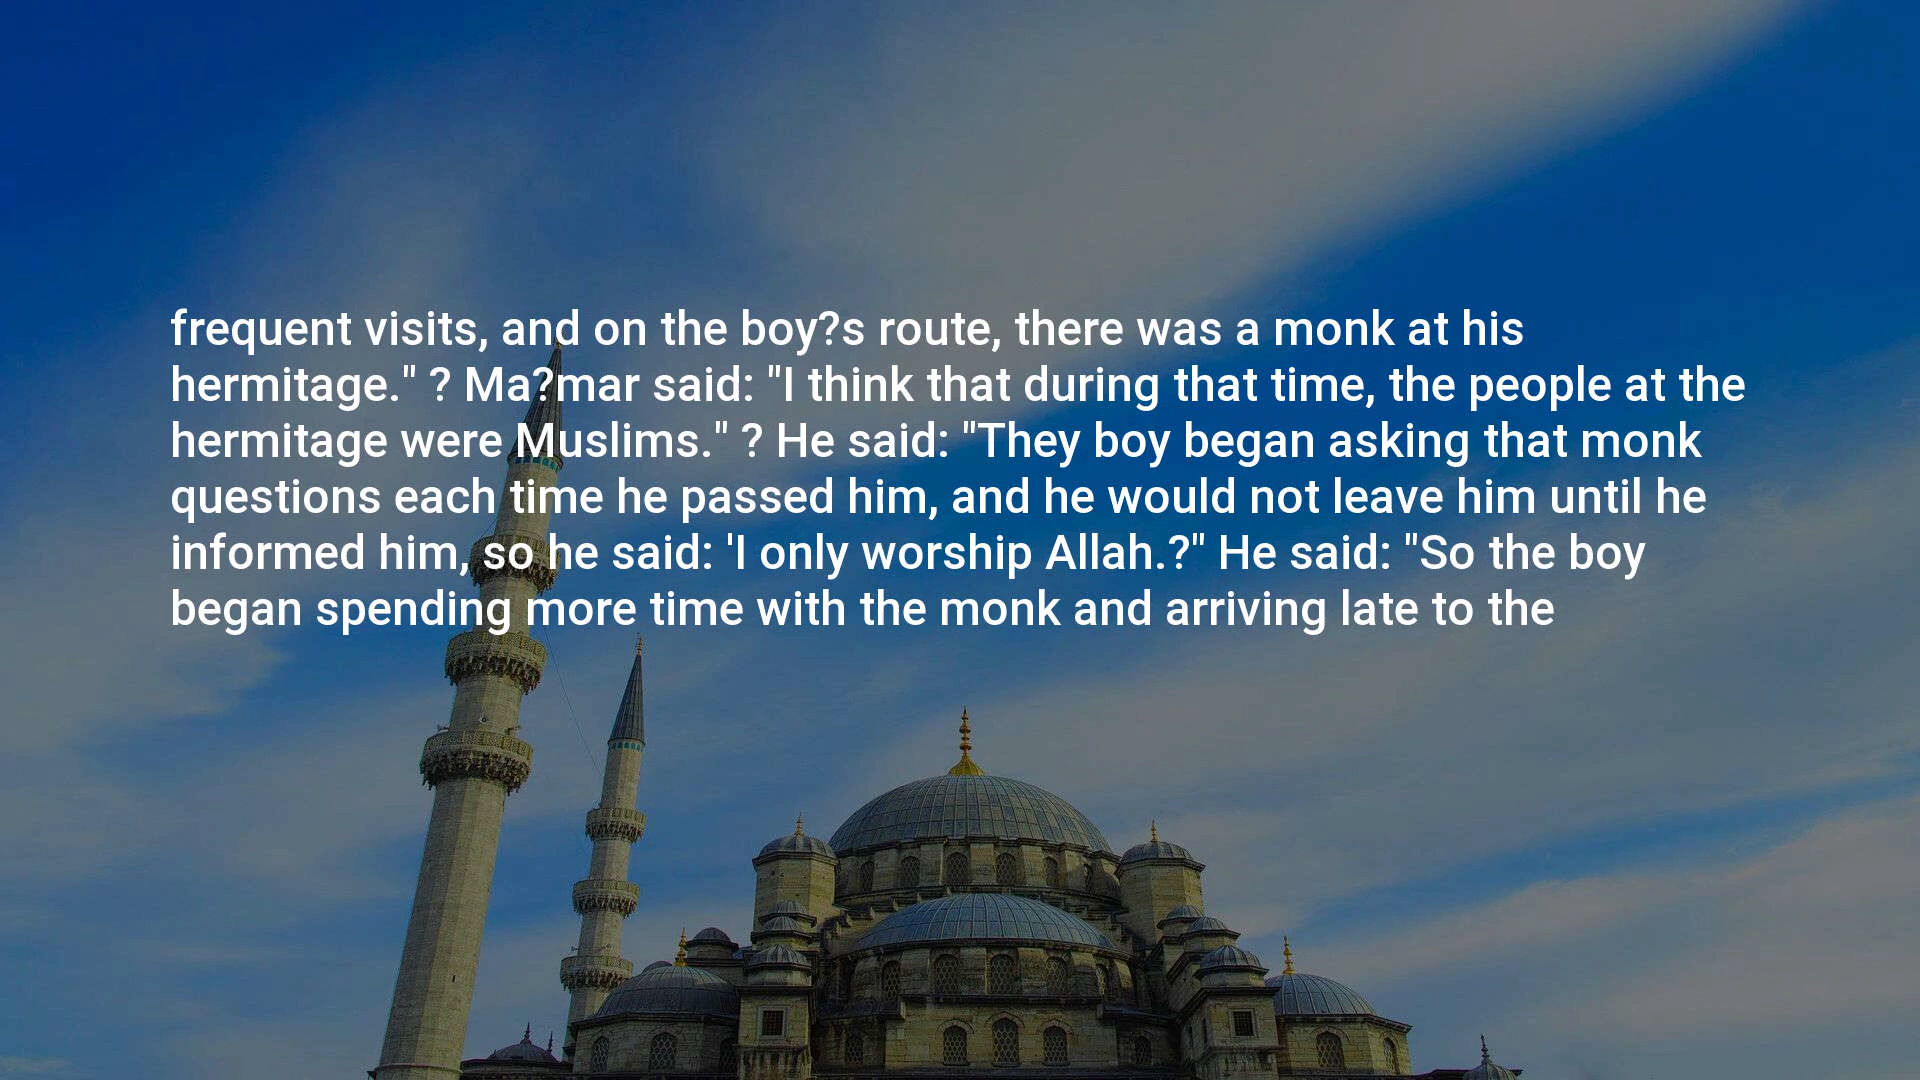 frequent visits, and on the boy?s route, there was a monk at his
hermitage." ? Ma?mar said: "I think that during that time, the people at the
hermitage were Muslims." ? He said: "They boy began asking that monk
questions each time he passed him, and he would not leave him until he
informed him, so he said: 'I only worship Allah.?" He said: "So the boy
began spending more time with the monk and arriving late to the